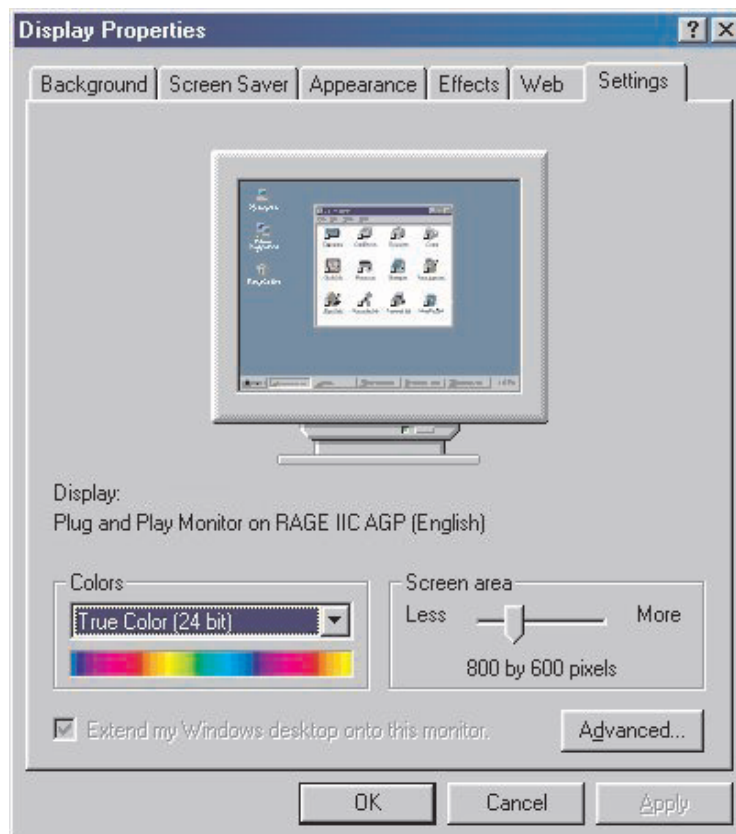 Display Properties
Background Screen Saver Appearance Effects Web Settings
Display:
Plug and Play Monitor on RAGE IIC AGP (English)
Colors
True Color (24 bit)
Screen area
Less More
800 by 600 pixels
Extend my Windows desktop onto this monitor.
Advanced...
OK Cancel Apply